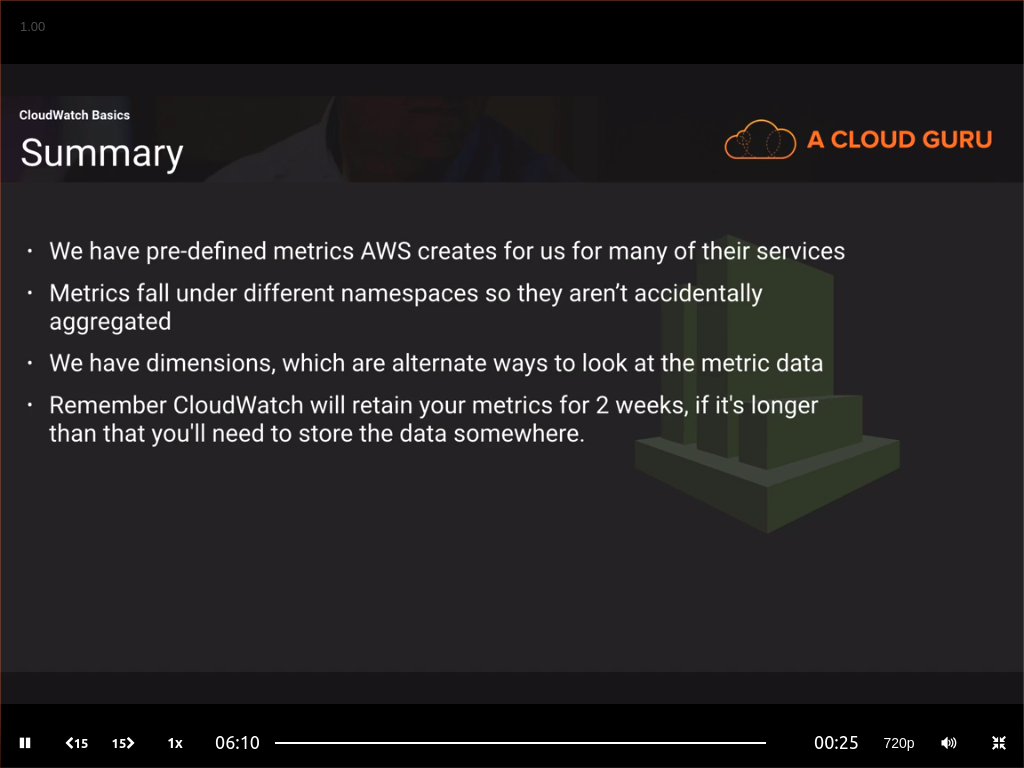 1.00
CloudWatch Basics
Summary
A CLOUD GURU
· We have pre-defined metrics AWS creates for us for many of their services
· Metrics fall under different namespaces so they aren’t accidentally
aggregated
· We have dimensions, which are alternate ways to look at the metric data
· Remember CloudWatch will retain your metrics for 2 weeks, if it's longer
than that you'll need to store the data somewhere.
15 15 1x 06:10 00:25 720p